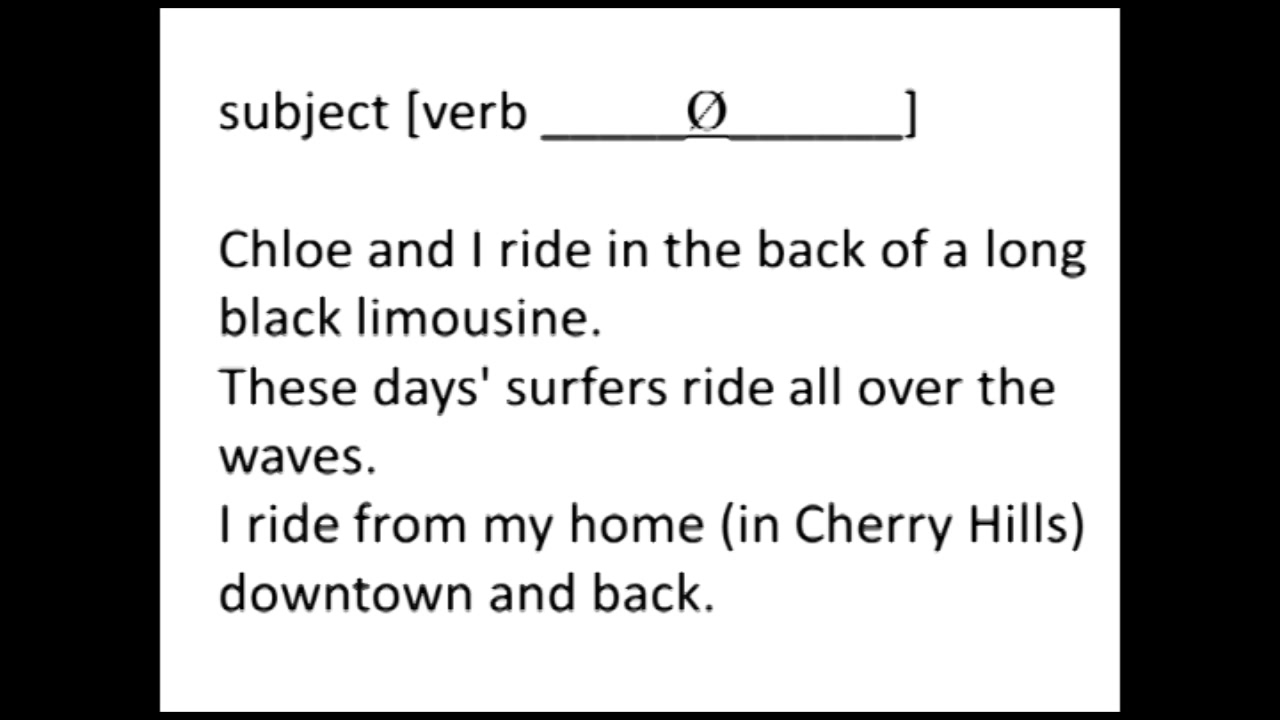 subject [verb _____Ø______]
Chloe and I ride in the back of a long
black limousine.
These days' surfers ride all over the
waves.
I ride from my home (in Cherry Hills)
downtown and back.